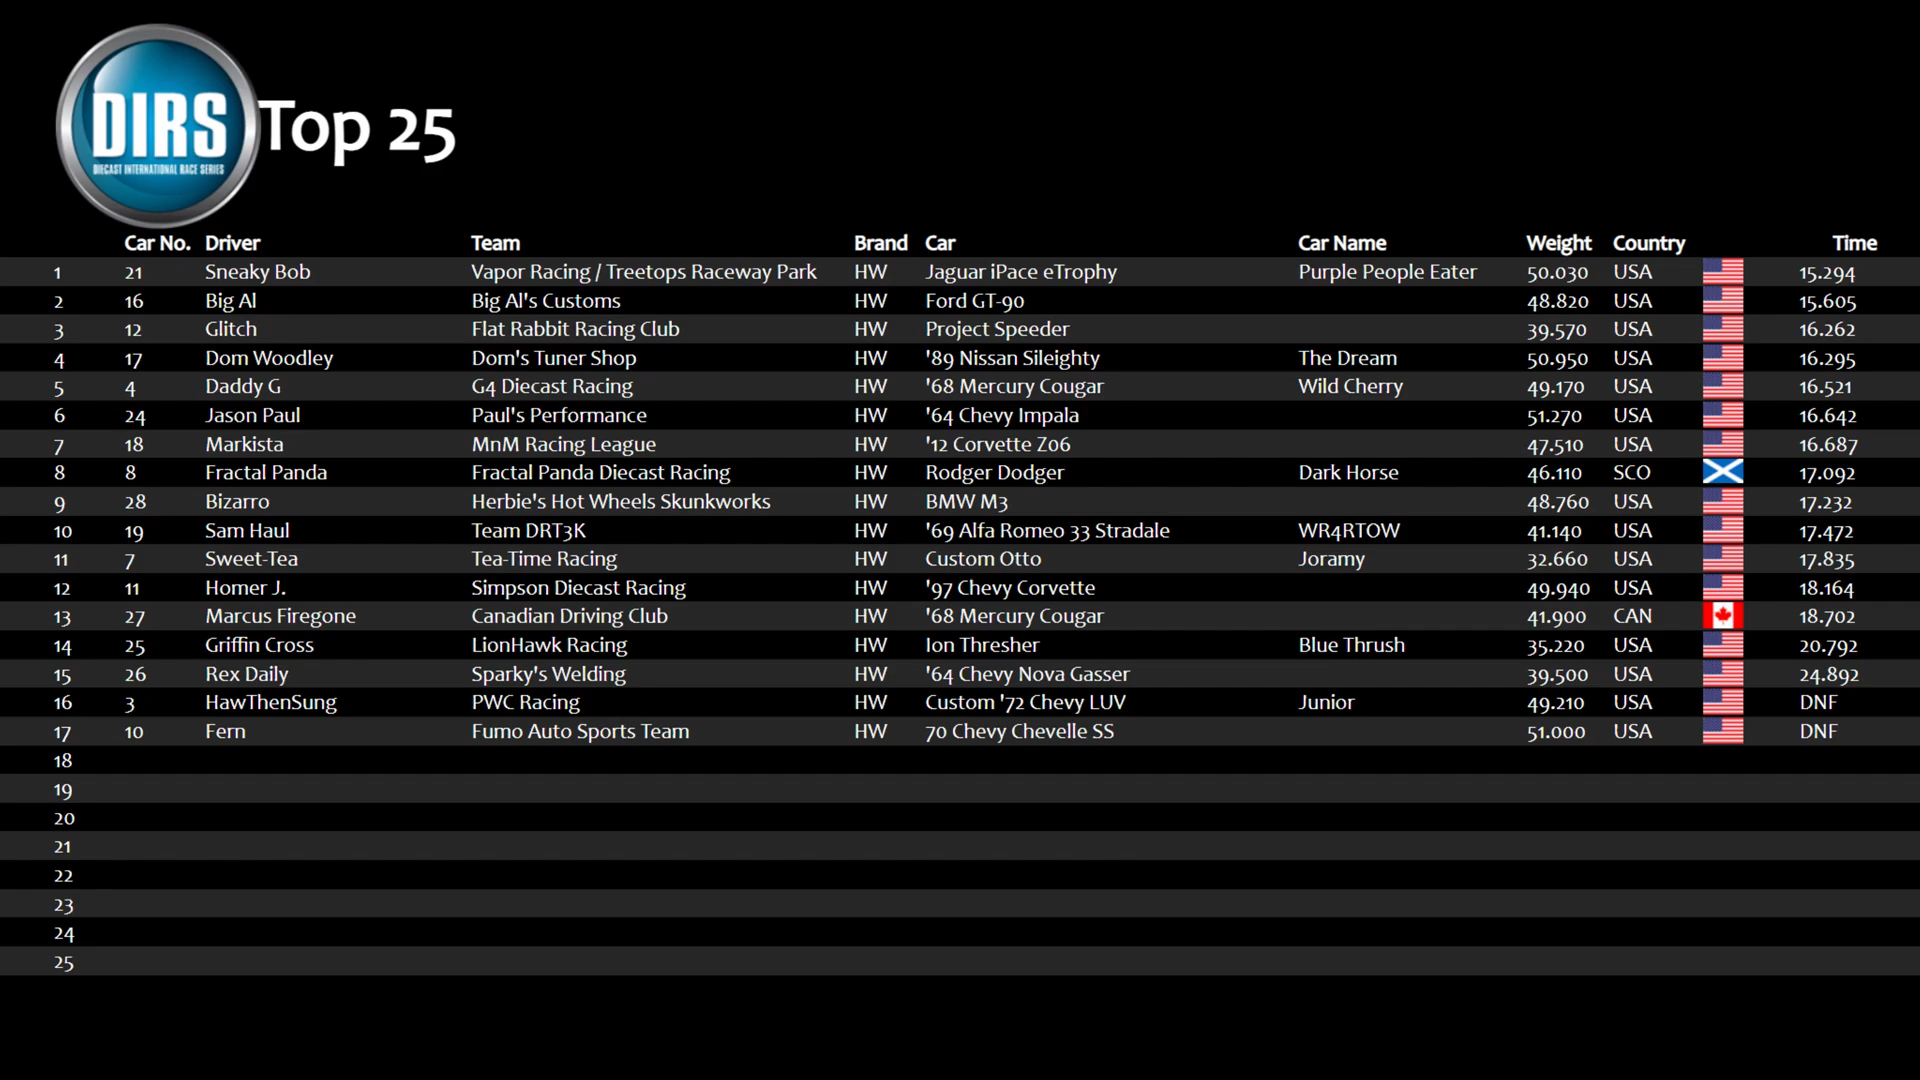 DIRS
DIECAST INTERNATIONAL RACE SERIES
Top 25
Car No. Driver Team Brand Car Car Name Weight Country Time
1 21 Sneaky Bob Vapor Racing / Treetops Raceway Park HW Jaguar iPace eTrophy Purple People Eater 50.030 USA 15.294
2 16 Big Al Big Al's Customs HW Ford GT-90 48.820 USA 15.605
3 12 Glitch Flat Rabbit Racing Club HW Project Speeder 39.570 USA 16.262
4 17 Dom Woodley Dom's Tuner Shop HW '89 Nissan Sileighty The Dream 50.950 USA 16.295
5 4 Daddy G G4 Diecast Racing HW '68 Mercury Cougar Wild Cherry 49.170 USA 16.521
6 24 Jason Paul Paul's Performance HW '64 Chevy Impala 51.270 USA 16.642
7 18 Markista MnM Racing League HW '12 Corvette Z06 47.510 USA 16.687
8 8 Fractal Panda Fractal Panda Diecast Racing HW Rodger Dodger Dark Horse 46.110 SCO 17.092
9 28 Bizarro Herbie's Hot Wheels Skunkworks HW BMW M3 48.760 USA 17.232
10 19 Sam Haul Team DRT3K HW '69 Alfa Romeo 33 Stradale WR4RTOW 41.140 USA 17.472
11 7 Sweet-Tea Tea-Time Racing HW Custom Otto Joramy 32.660 USA 17.835
12 11 Homer J. Simpson Diecast Racing HW '97 Chevy Corvette 49.940 USA 18.164
13 27 Marcus Firegone Canadian Driving Club HW '68 Mercury Cougar 41.900 CAN 18.702
14 25 Griffin Cross LionHawk Racing HW Ion Thresher Blue Thrush 35.220 USA 20.792
15 26 Rex Daily Sparky's Welding HW '64 Chevy Nova Gasser 39.500 USA 24.892
16 3 HawThenSung PWC Racing HW Custom '72 Chevy LUV Junior 49.210 USA DNF
17 10 Fern Fumo Auto Sports Team HW 70 Chevy Chevelle SS 51.000 USA DNF
18
19
20
21
22
23
24
25